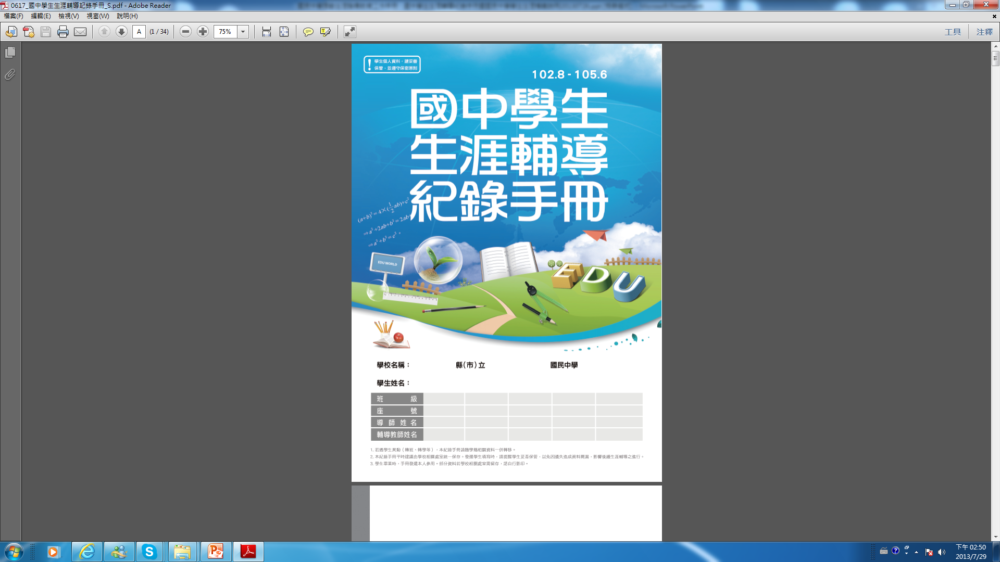 0617_國中學生生涯輔導記錄手冊_S.pdf - Adobe Reader
檔案(F) 編輯(E) 檢視(V) 視窗(W) 說明(H)
A (1 / 34) 75% 工具 注釋
! 學生個人資料，請妥善
保管，並遵守保密原則
102.8 - 105.6
國中學生
生涯輔導
紀錄手冊
(a+b)²=4×(1/2 ab)+c²
⇒a²+2ab+b²=2ab+
⇒a²+b²=c²。
EDU WORLD
EDU
學校名稱： 縣(市)立 國民中學
學生姓名：
班級
座號
導師姓名
輔導教師姓名
1. 若遇學生異動（轉班、轉學等），本紀錄手冊請隨學籍相關資料一併轉移。
2. 本紀錄手冊平時建議由學校相關處室統一保存。發還學生填寫時，請提醒學生妥善保管，以免因遺失造成資料闕漏，影響後續生涯輔導之進行。
3. 學生畢業時，手冊發還本人參用。部分資料若學校相關處室需留存，請自行影印。
下午 02:50
2013/7/29